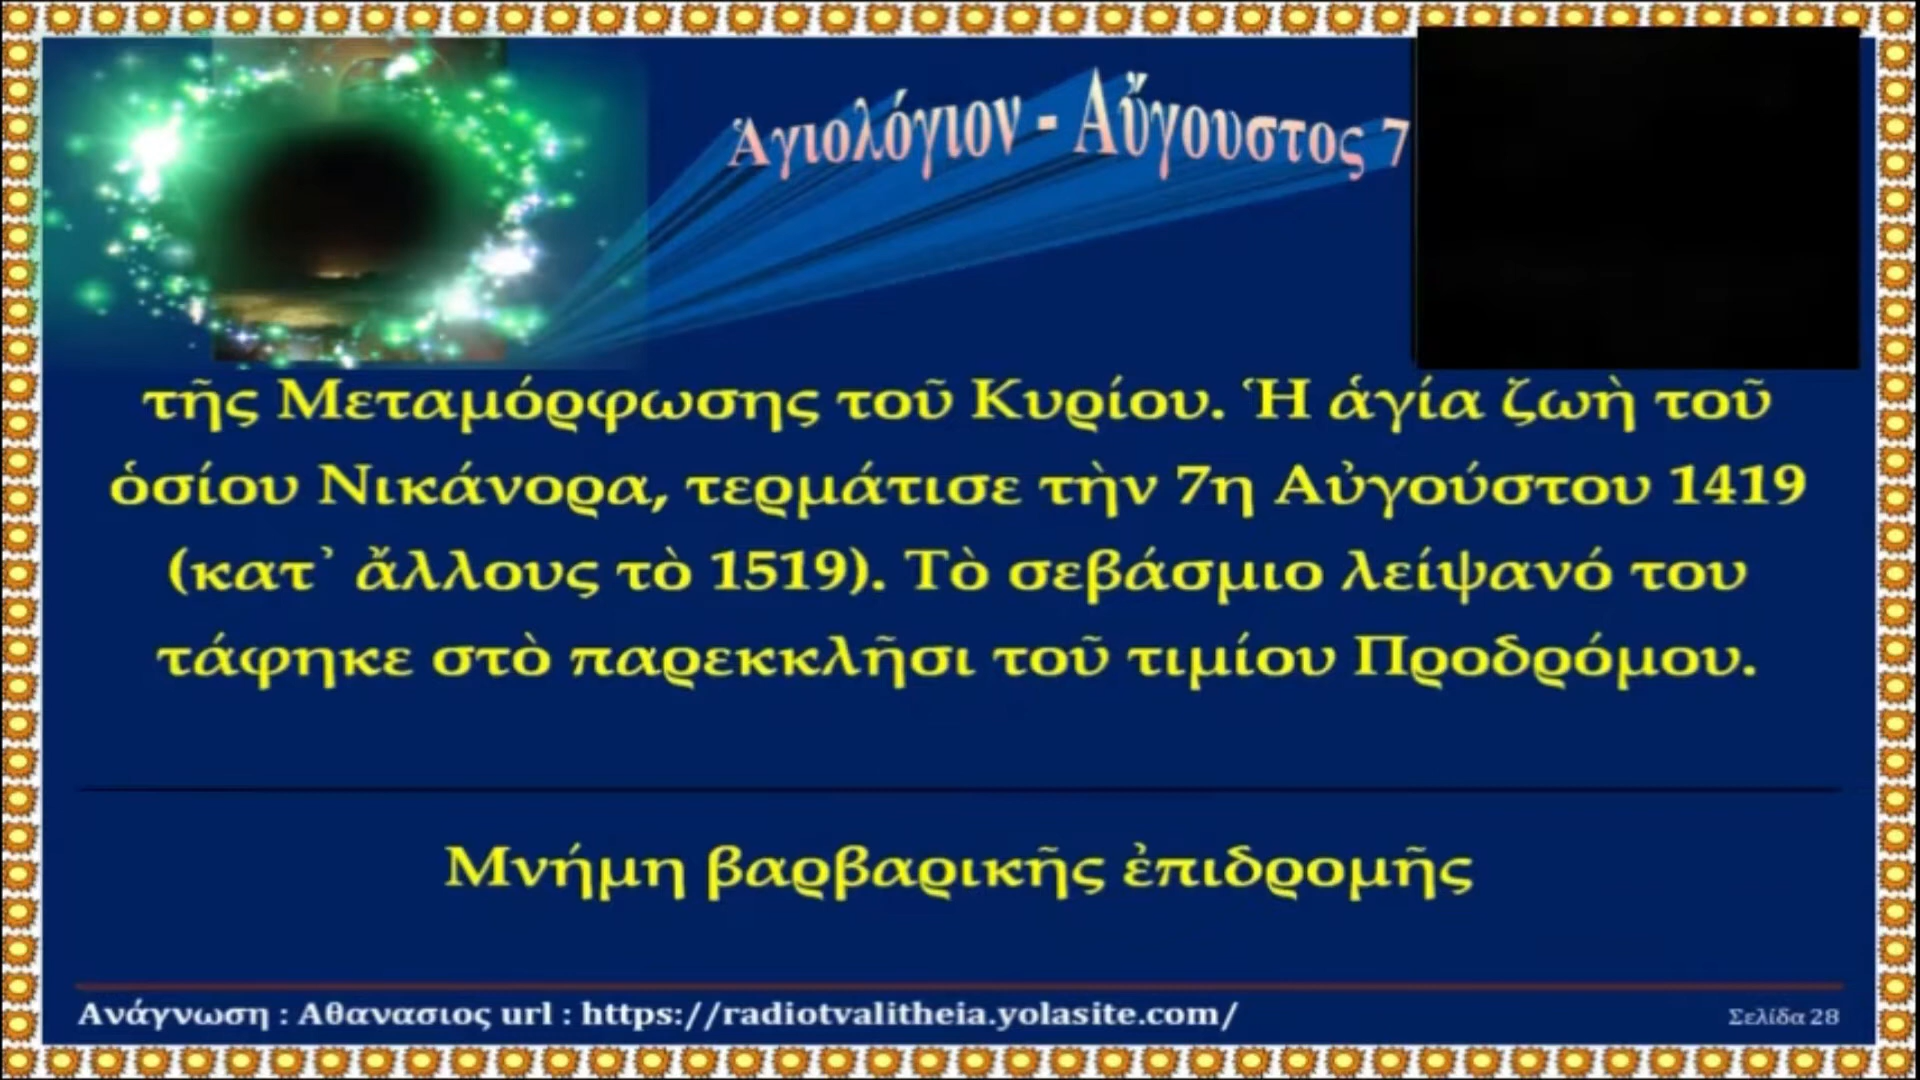 Ἁγιολόγιον - Αὔγουστος 7
τῆς Μεταμόρφωσης τοῦ Κυρίου. Ἡ ἁγία ζωὴ τοῦ
ὁσίου Νικάνορα, τερμάτισε τὴν 7η Αὐγούστου 1419
(κατ᾿ ἄλλους τὸ 1519). Τὸ σεβάσμιο λείψανό του
τάφηκε στὸ παρεκκλῆσι τοῦ τιμίου Προδρόμου.
Μνήμη βαρβαρικῆς ἐπιδρομῆς
Ανάγνωση : Αθανασιος url : https://radiotvalitheia.yolasite.com/
Σελίδα 28